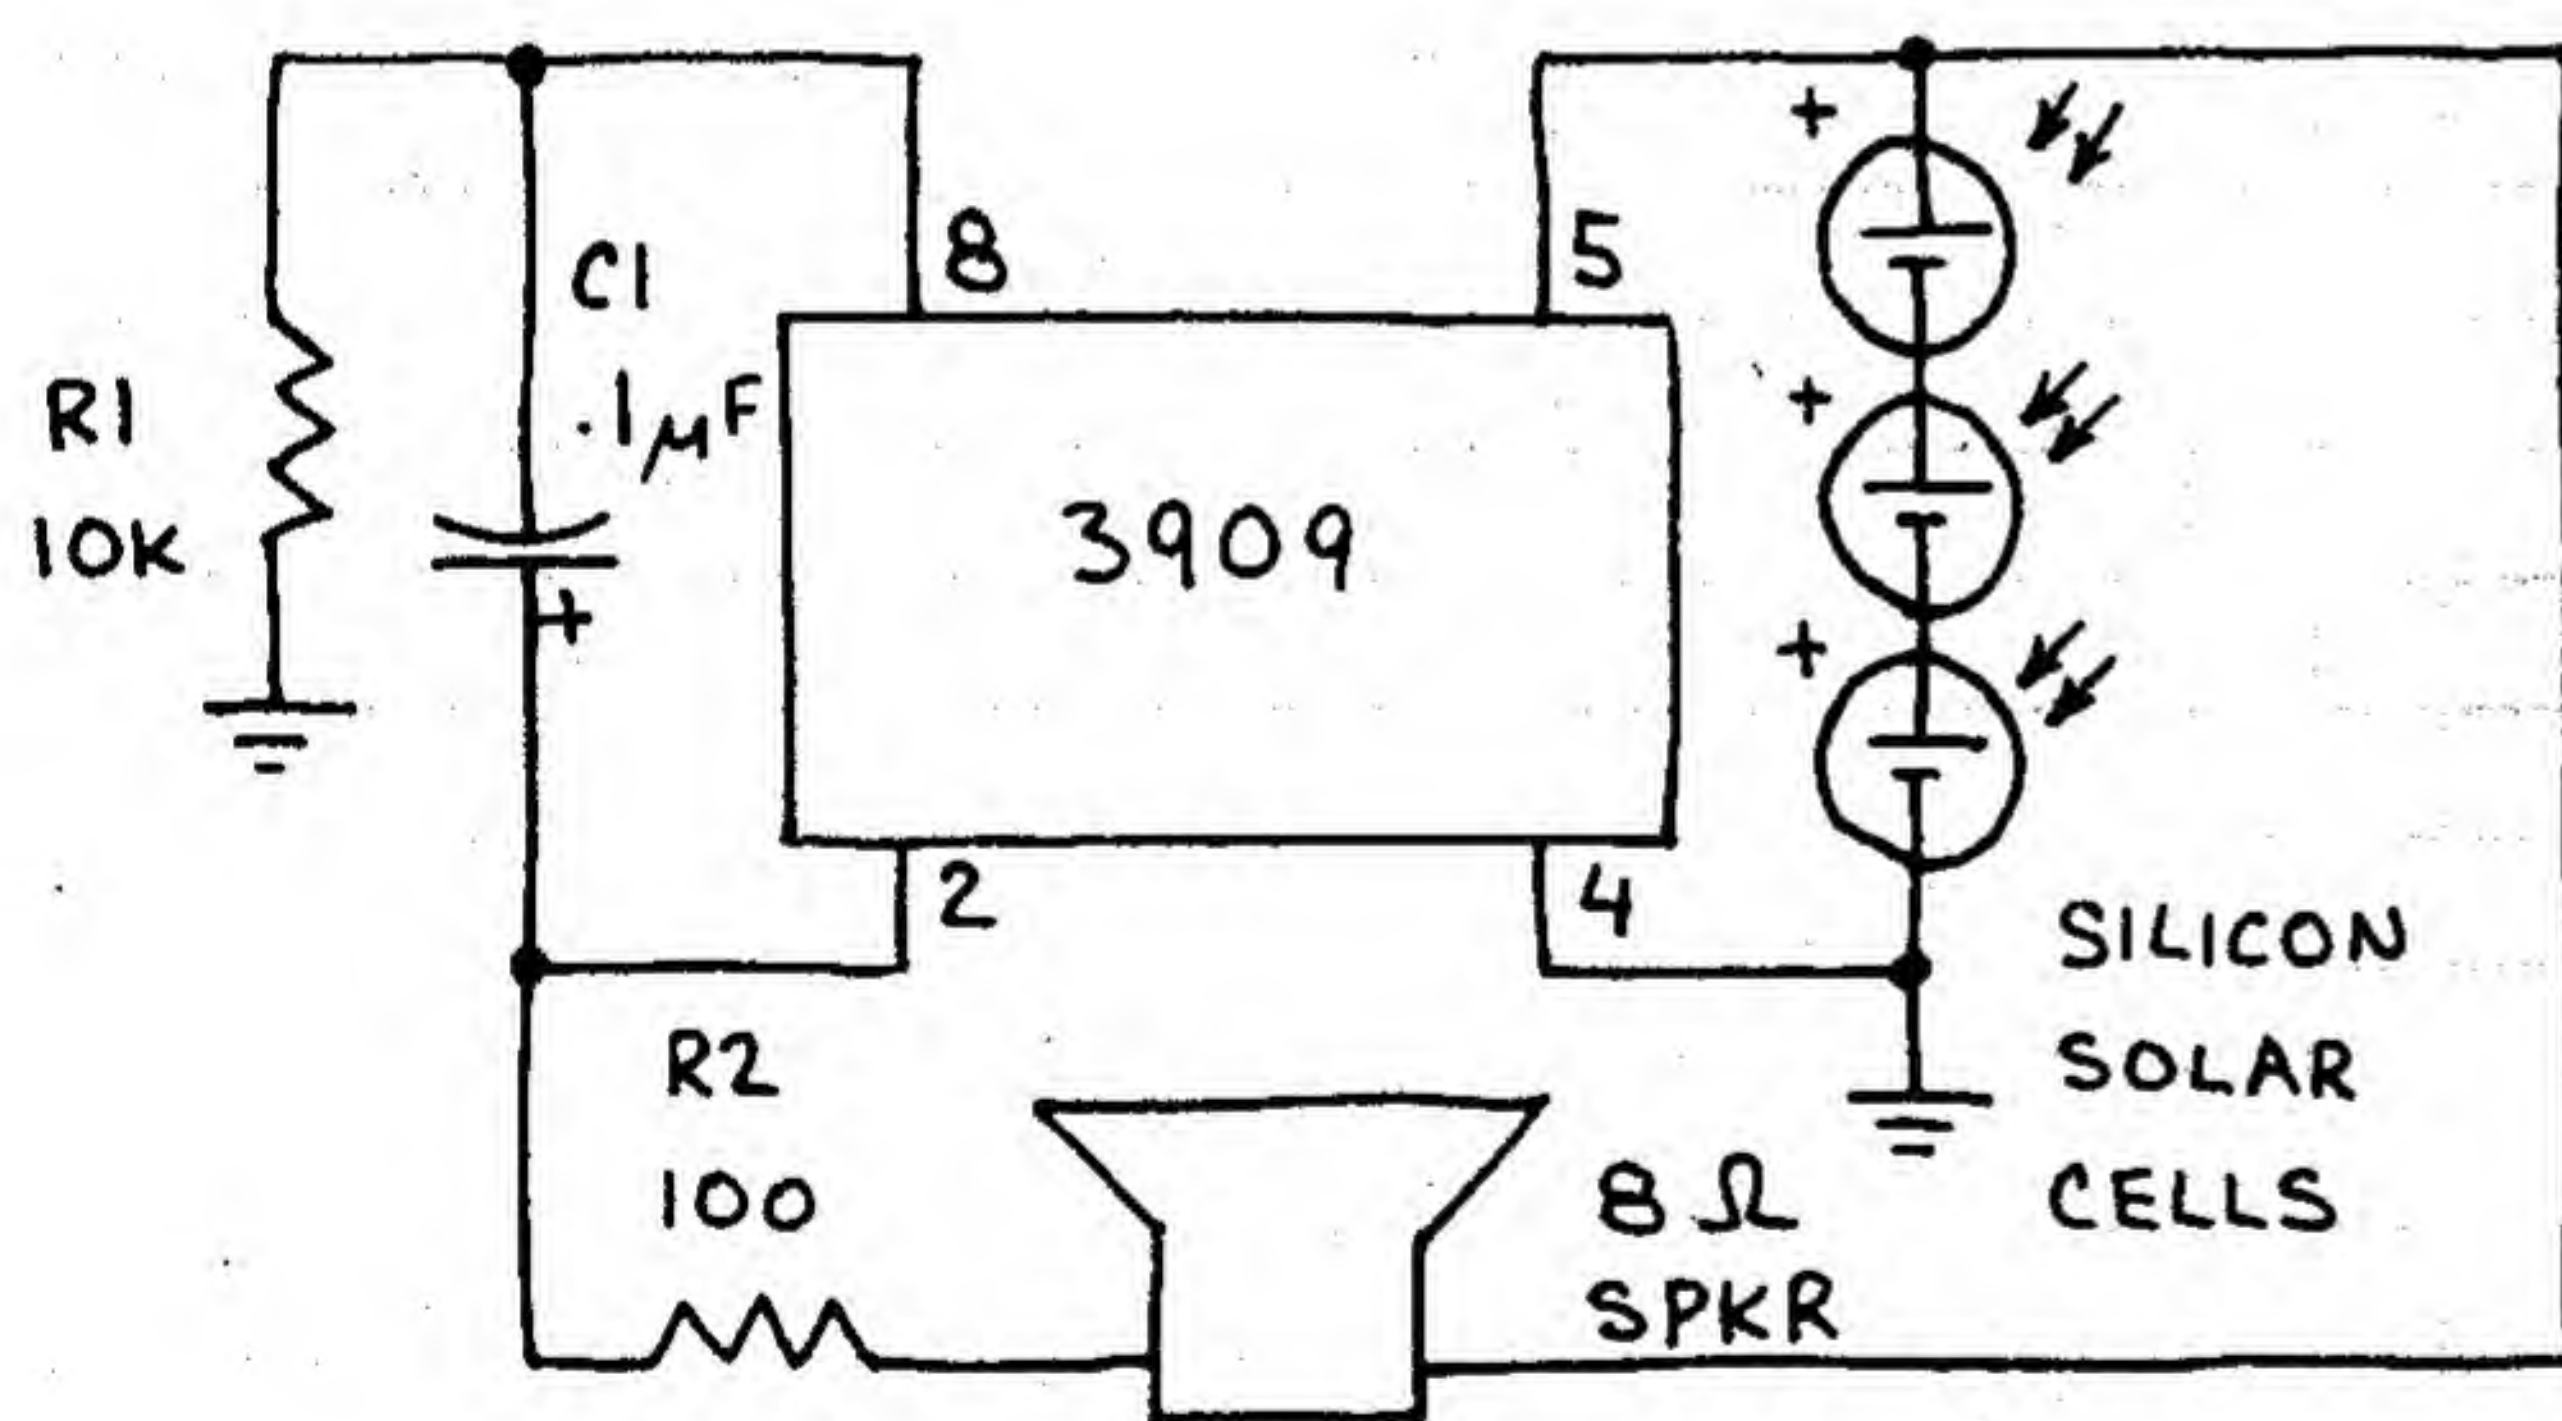 R1
10K
C1
.1μF
+
8
5
3909
2
4
+
+
+
R2
100
8Ω
SPKR
SILICON
SOLAR
CELLS